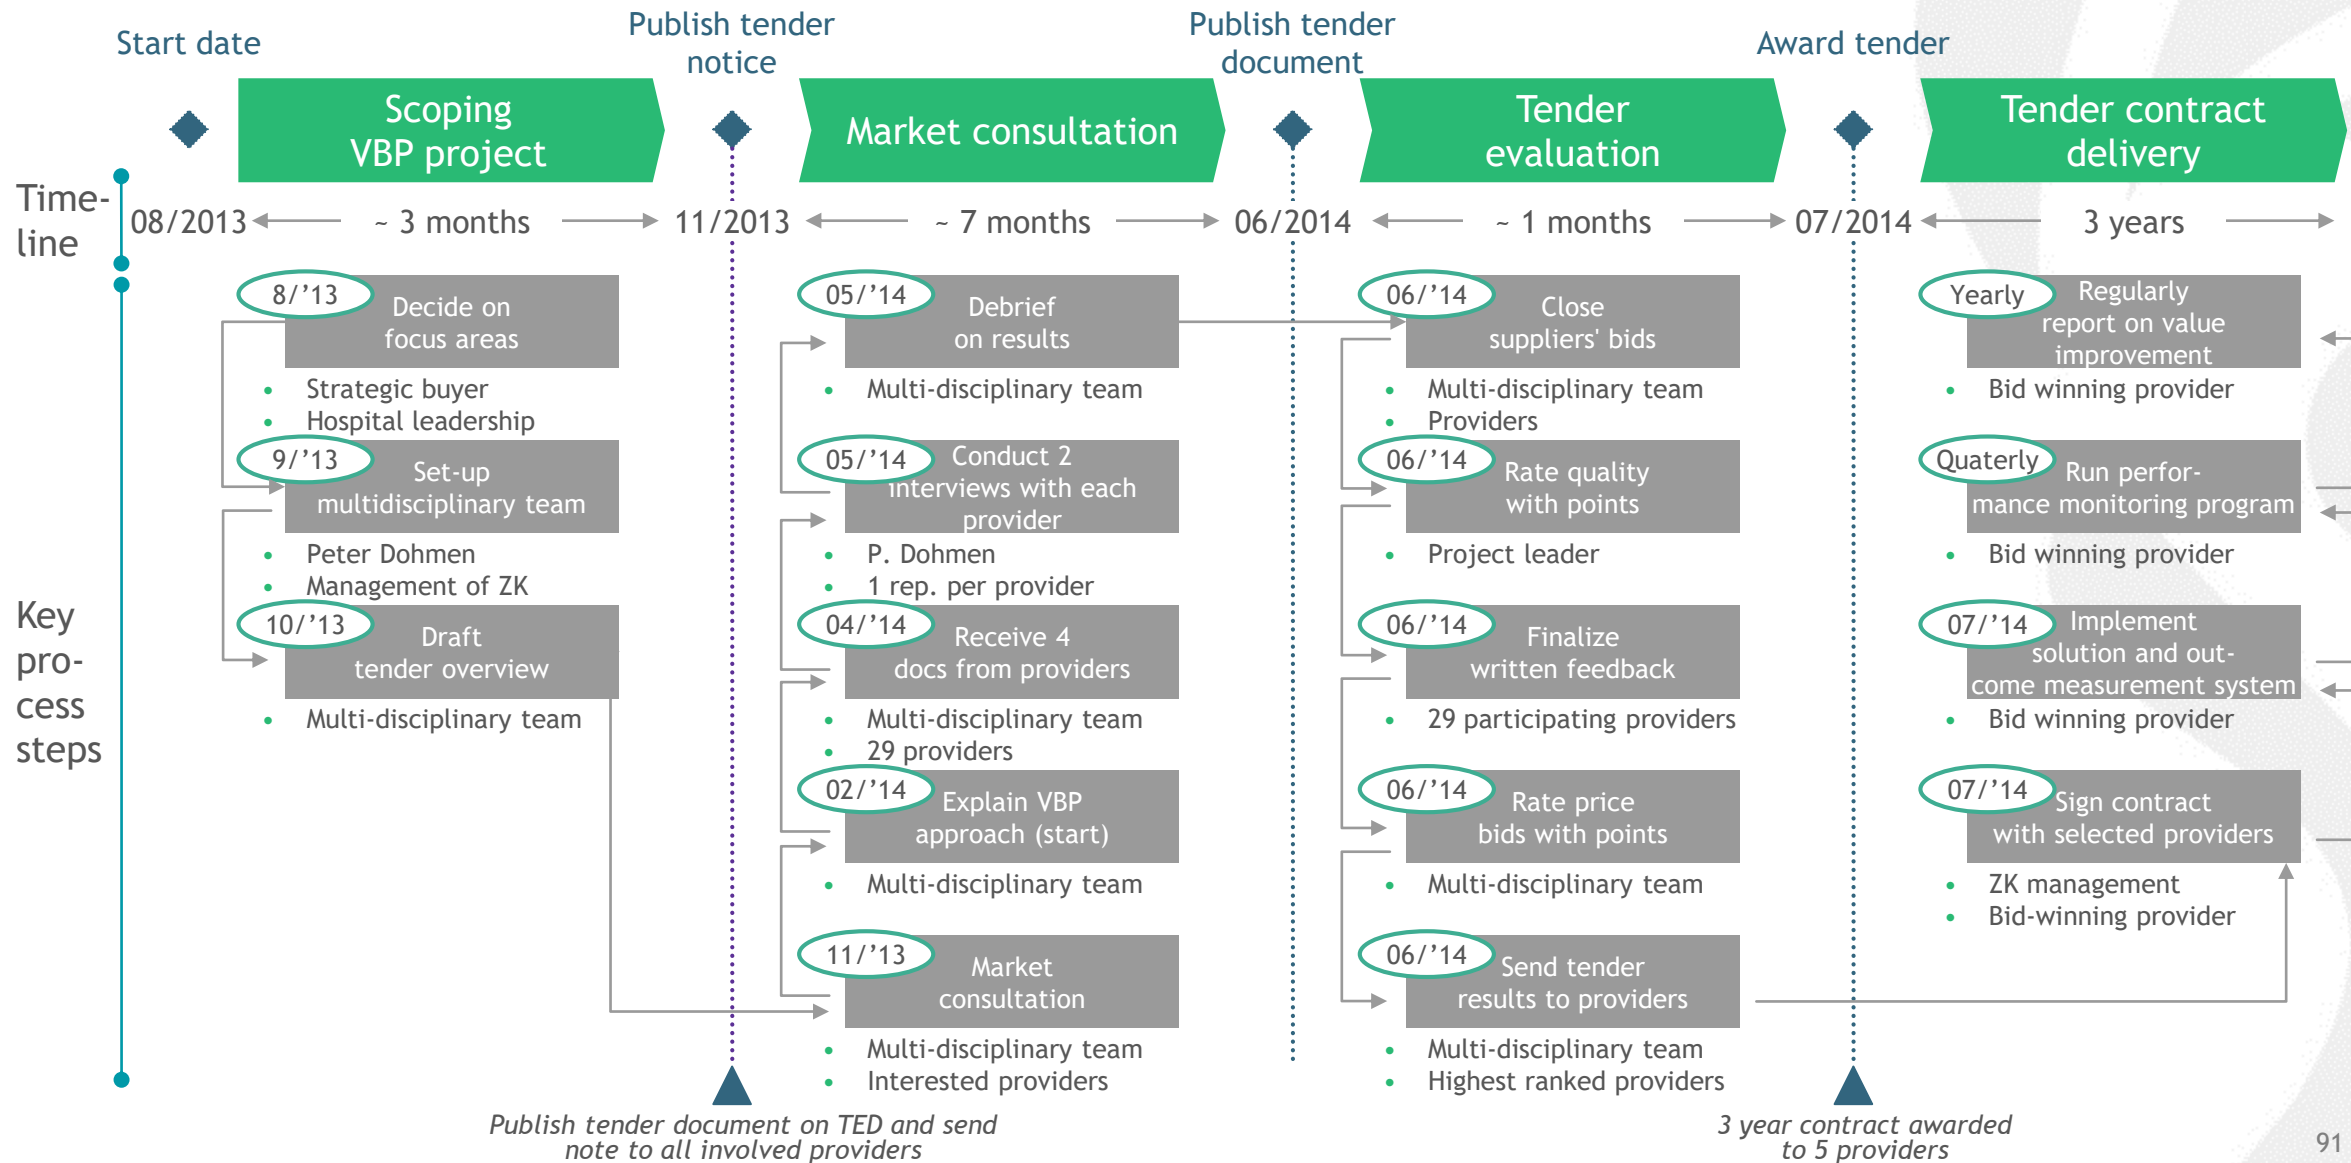 Start date
Publish tender
notice
Publish tender
document
Award tender
Scoping
VBP project
Market consultation
Tender
evaluation
Tender contract
delivery
Time-
line
08/2013
~ 3 months
11/2013
~ 7 months
06/2014
~ 1 months
07/2014
3 years
Key
pro-
cess
steps
8/’13
Decide on
focus areas
• Strategic buyer
• Hospital leadership
9/’13
Set-up
multidisciplinary team
• Peter Dohmen
• Management of ZK
10/’13
Draft
tender overview
• Multi-disciplinary team
05/’14
Debrief
on results
• Multi-disciplinary team
05/’14
Conduct 2
interviews with each
provider
• P. Dohmen
• 1 rep. per provider
04/’14
Receive 4
docs from providers
• Multi-disciplinary team
• 29 providers
02/’14
Explain VBP
approach (start)
• Multi-disciplinary team
11/’13
Market
consultation
• Multi-disciplinary team
• Interested providers
06/’14
Close
suppliers' bids
• Multi-disciplinary team
• Providers
06/’14
Rate quality
with points
• Project leader
06/’14
Finalize
written feedback
• 29 participating providers
06/’14
Rate price
bids with points
• Multi-disciplinary team
06/’14
Send tender
results to providers
• Multi-disciplinary team
• Highest ranked providers
Yearly
Regularly
report on value
improvement
• Bid winning provider
Quaterly
Run perfor-
mance monitoring program
• Bid winning provider
07/’14
Implement
solution and out-
come measurement system
• Bid winning provider
07/’14
Sign contract
with selected providers
• ZK management
• Bid-winning provider
Publish tender document on TED and send
note to all involved providers
3 year contract awarded
to 5 providers
91